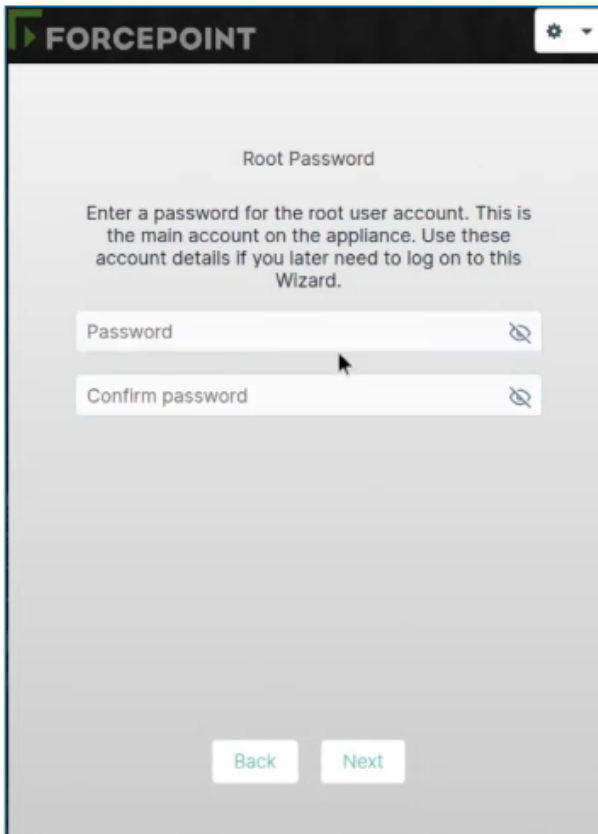 FORCEPOINT
Root Password
Enter a password for the root user account. This is
the main account on the appliance. Use these
account details if you later need to log on to this
Wizard.
Password
Confirm password
Back Next